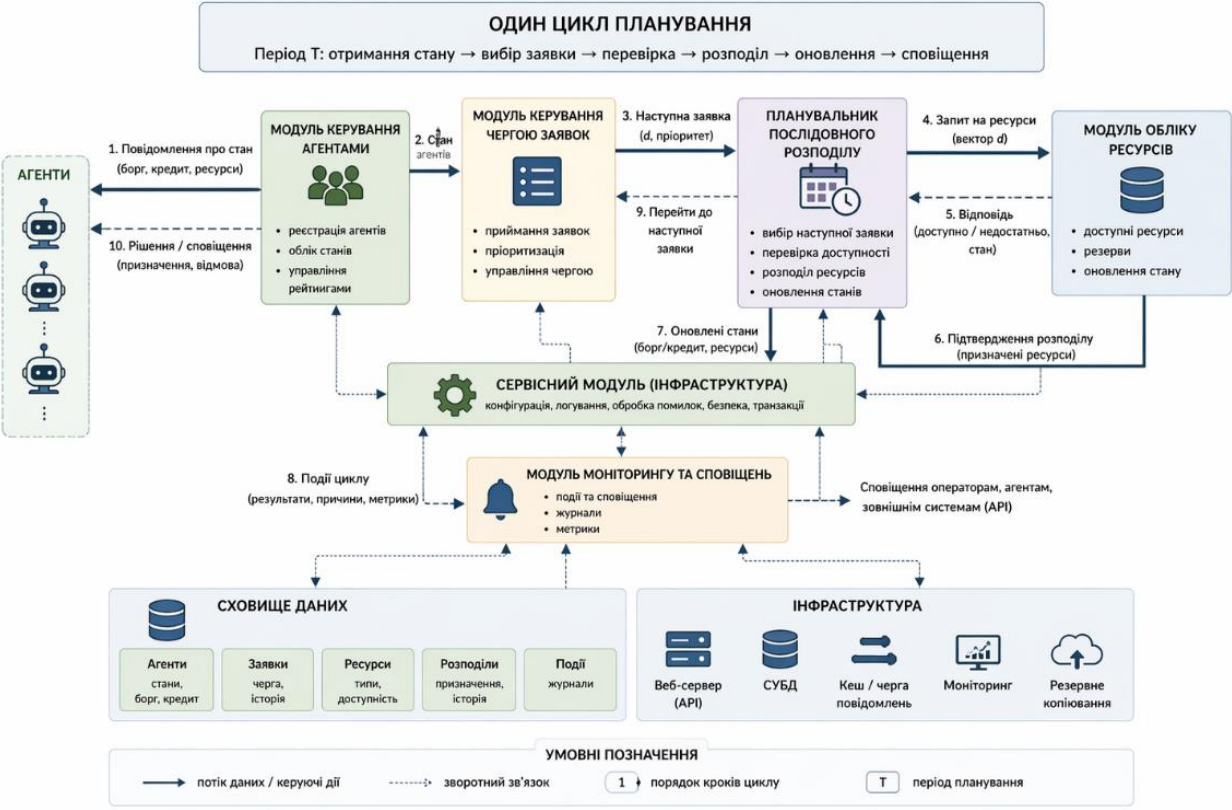 ОДИН ЦИКЛ ПЛАНУВАННЯ
Період T: отримання стану → вибір заявки → перевірка → розподіл → оновлення → сповіщення
АГЕНТИ
1. Повідомлення про стан
(борг, кредит, ресурси)
10. Рішення / сповіщення
(призначення, відмова)
МОДУЛЬ КЕРУВАННЯ
АГЕНТАМИ
• реєстрація агентів
• облік станів
• управління
рейтиигами
2. Стан
агентів
МОДУЛЬ КЕРУВАННЯ
ЧЕРГОЮ ЗАЯВОК
• приймання заявок
• пріоритизація
• управління чергою
3. Наступна заявка
(d, пріоритет)
9. Перейти до
наступної
заявки
ПЛАНУВАЛЬНИК
ПОСЛІДОВНОГО
РОЗПОДІЛУ
• вибір наступної заявки
• перевірка доступності
• розподіл ресурсів
• оновлення станів
4. Запит на ресурси
(вектор d)
5. Відповідь
(доступно / недостатньо,
стан)
МОДУЛЬ ОБЛІКУ
РЕСУРСІВ
• доступні ресурси
• резерви
• оновлення стану
7. Оновлені стани
(борг/кредит, ресурси)
6. Підтвердження розподілу
(призначені ресурси)
СЕРВІСНИЙ МОДУЛЬ (ІНФРАСТРУКТУРА)
конфігурація, логування, обробка помилок, безпека, транзакції
8. Події циклу
(результати, причини, метрики)
МОДУЛЬ МОНІТОРИНГУ ТА СПОВІЩЕНЬ
• події та сповіщення
• журнали
• метрики
Сповіщення операторам, агентам,
зовнішнім системам (API)
СХОВИЩЕ ДАНИХ
Агенти
стани,
борг, кредит
Заявки
черга,
історія
Ресурси
типи,
доступність
Розподіли
призначення,
історія
Події
журнали
ІНФРАСТРУКТУРА
Веб-сервер
(API)
СУБД
Кеш / черга
повідомлень
Моніторинг
Резервне
копіювання
УМОВНІ ПОЗНАЧЕННЯ
потік даних / керуючі дії
зворотний зв'язок
1 порядок кроків циклу
T період планування